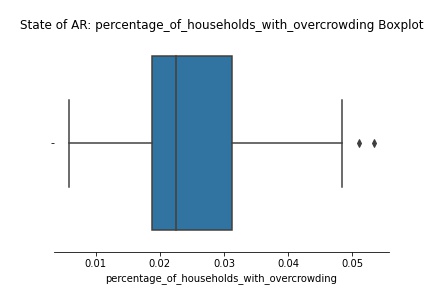 State of AR: percentage_of_households_with_overcrowding Boxplot
-
0.01 0.02 0.03 0.04 0.05
percentage_of_households_with_overcrowding